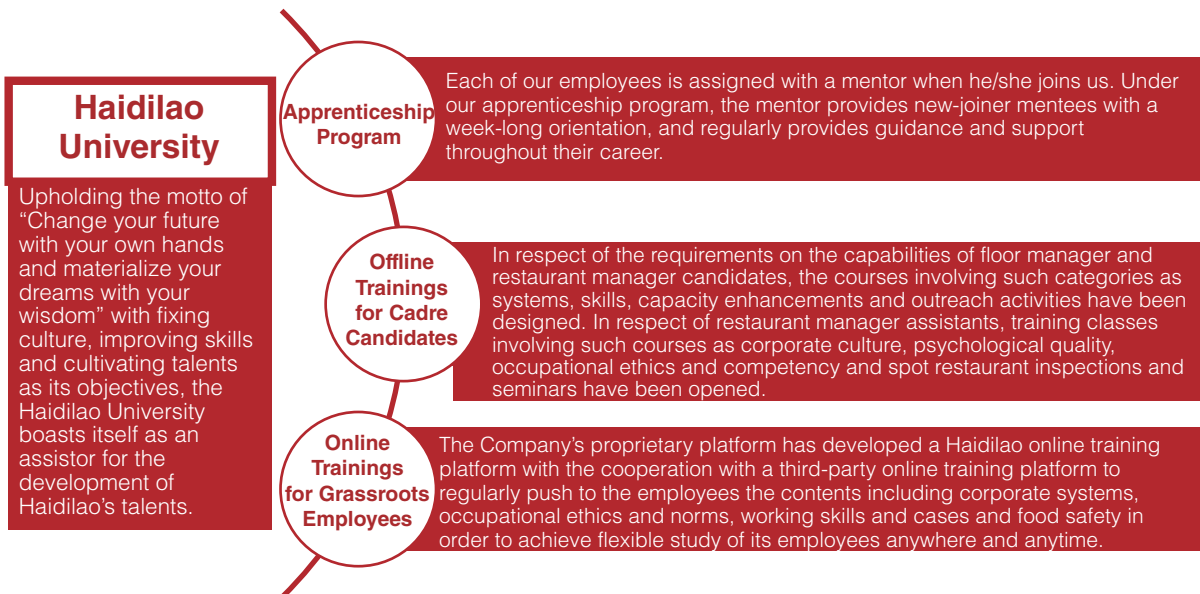 Haidilao
University
Upholding the motto of
“Change your future
with your own hands
and materialize your
dreams with your
wisdom” with fixing
culture, improving skills
and cultivating talents
as its objectives, the
Haidilao University
boasts itself as an
assistor for the
development of
Haidilao’s talents.
Apprenticeship
Program
Each of our employees is assigned with a mentor when he/she joins us. Under
our apprenticeship program, the mentor provides new-joiner mentees with a
week-long orientation, and regularly provides guidance and support
throughout their career.
Offline
Trainings
for Cadre
Candidates
In respect of the requirements on the capabilities of floor manager and
restaurant manager candidates, the courses involving such categories as
systems, skills, capacity enhancements and outreach activities have been
designed. In respect of restaurant manager assistants, training classes
involving such courses as corporate culture, psychological quality,
occupational ethics and competency and spot restaurant inspections and
seminars have been opened.
Online
Trainings
for Grassroots
Employees
The Company’s proprietary platform has developed a Haidilao online training
platform with the cooperation with a third-party online training platform to
regularly push to the employees the contents including corporate systems,
occupational ethics and norms, working skills and cases and food safety in
order to achieve flexible study of its employees anywhere and anytime.